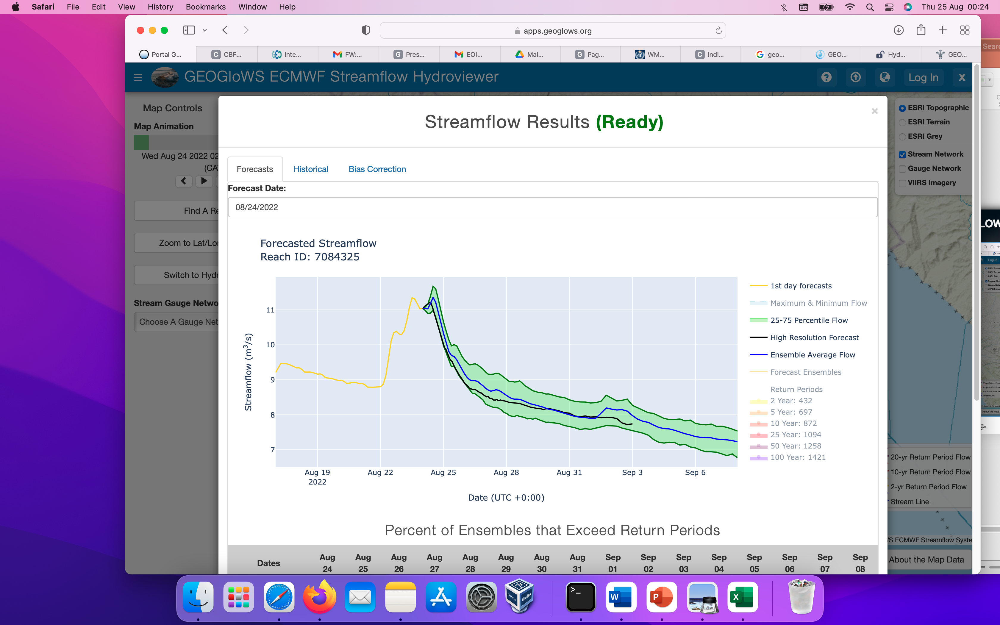 Safari File Edit View History Bookmarks Window Help Thu 25 Aug 00:24
apps.geoglows.org
Portal G... CBF... Inte... FW:... Pres... EOI... Mal... Pag... WM... Indi... geo... GEO... Hyd... GEO...
GEOGloWS ECMWF Streamflow Hydroviewer
Log In
x
Map Controls
Map Animation
Wed Aug 24 2022 02
(CA
Find A Re
Zoom to Lat/Lo
Switch to Hyd
Stream Gauge Netwo
Choose A Gauge Net
Streamflow Results (Ready)
×
Forecasts Historical Bias Correction
Forecast Date:
08/24/2022
Forecasted Streamflow
Reach ID: 7084325
Streamflow (m³/s)
11
10
9
8
7
Aug 19 Aug 22 Aug 25 Aug 28 Aug 31 Sep 3 Sep 6
2022
Date (UTC +0:00)
1st day forecasts
Maximum & Minimum Flow
25-75 Percentile Flow
High Resolution Forecast
Ensemble Average Flow
Forecast Ensembles
Return Periods
2 Year: 432
5 Year: 697
10 Year: 872
25 Year: 1094
50 Year: 1258
100 Year: 1421
Percent of Ensembles that Exceed Return Periods
Dates Aug 24 Aug 25 Aug 26 Aug 27 Aug 28 Aug 29 Aug 30 Aug 31 Sep 01 Sep 02 Sep 03 Sep 04 Sep 05 Sep 06 Sep 07 Sep 08
ESRI Topographic
ESRI Terrain
ESRI Grey
Stream Network
Gauge Network
VIIRS Imagery
20-yr Return Period Flow
10-yr Return Period Flow
2-yr Return Period Flow
Stream Line
S ECMWF Streamflow Syste
About the Map Data
Searc
LOW
Log In